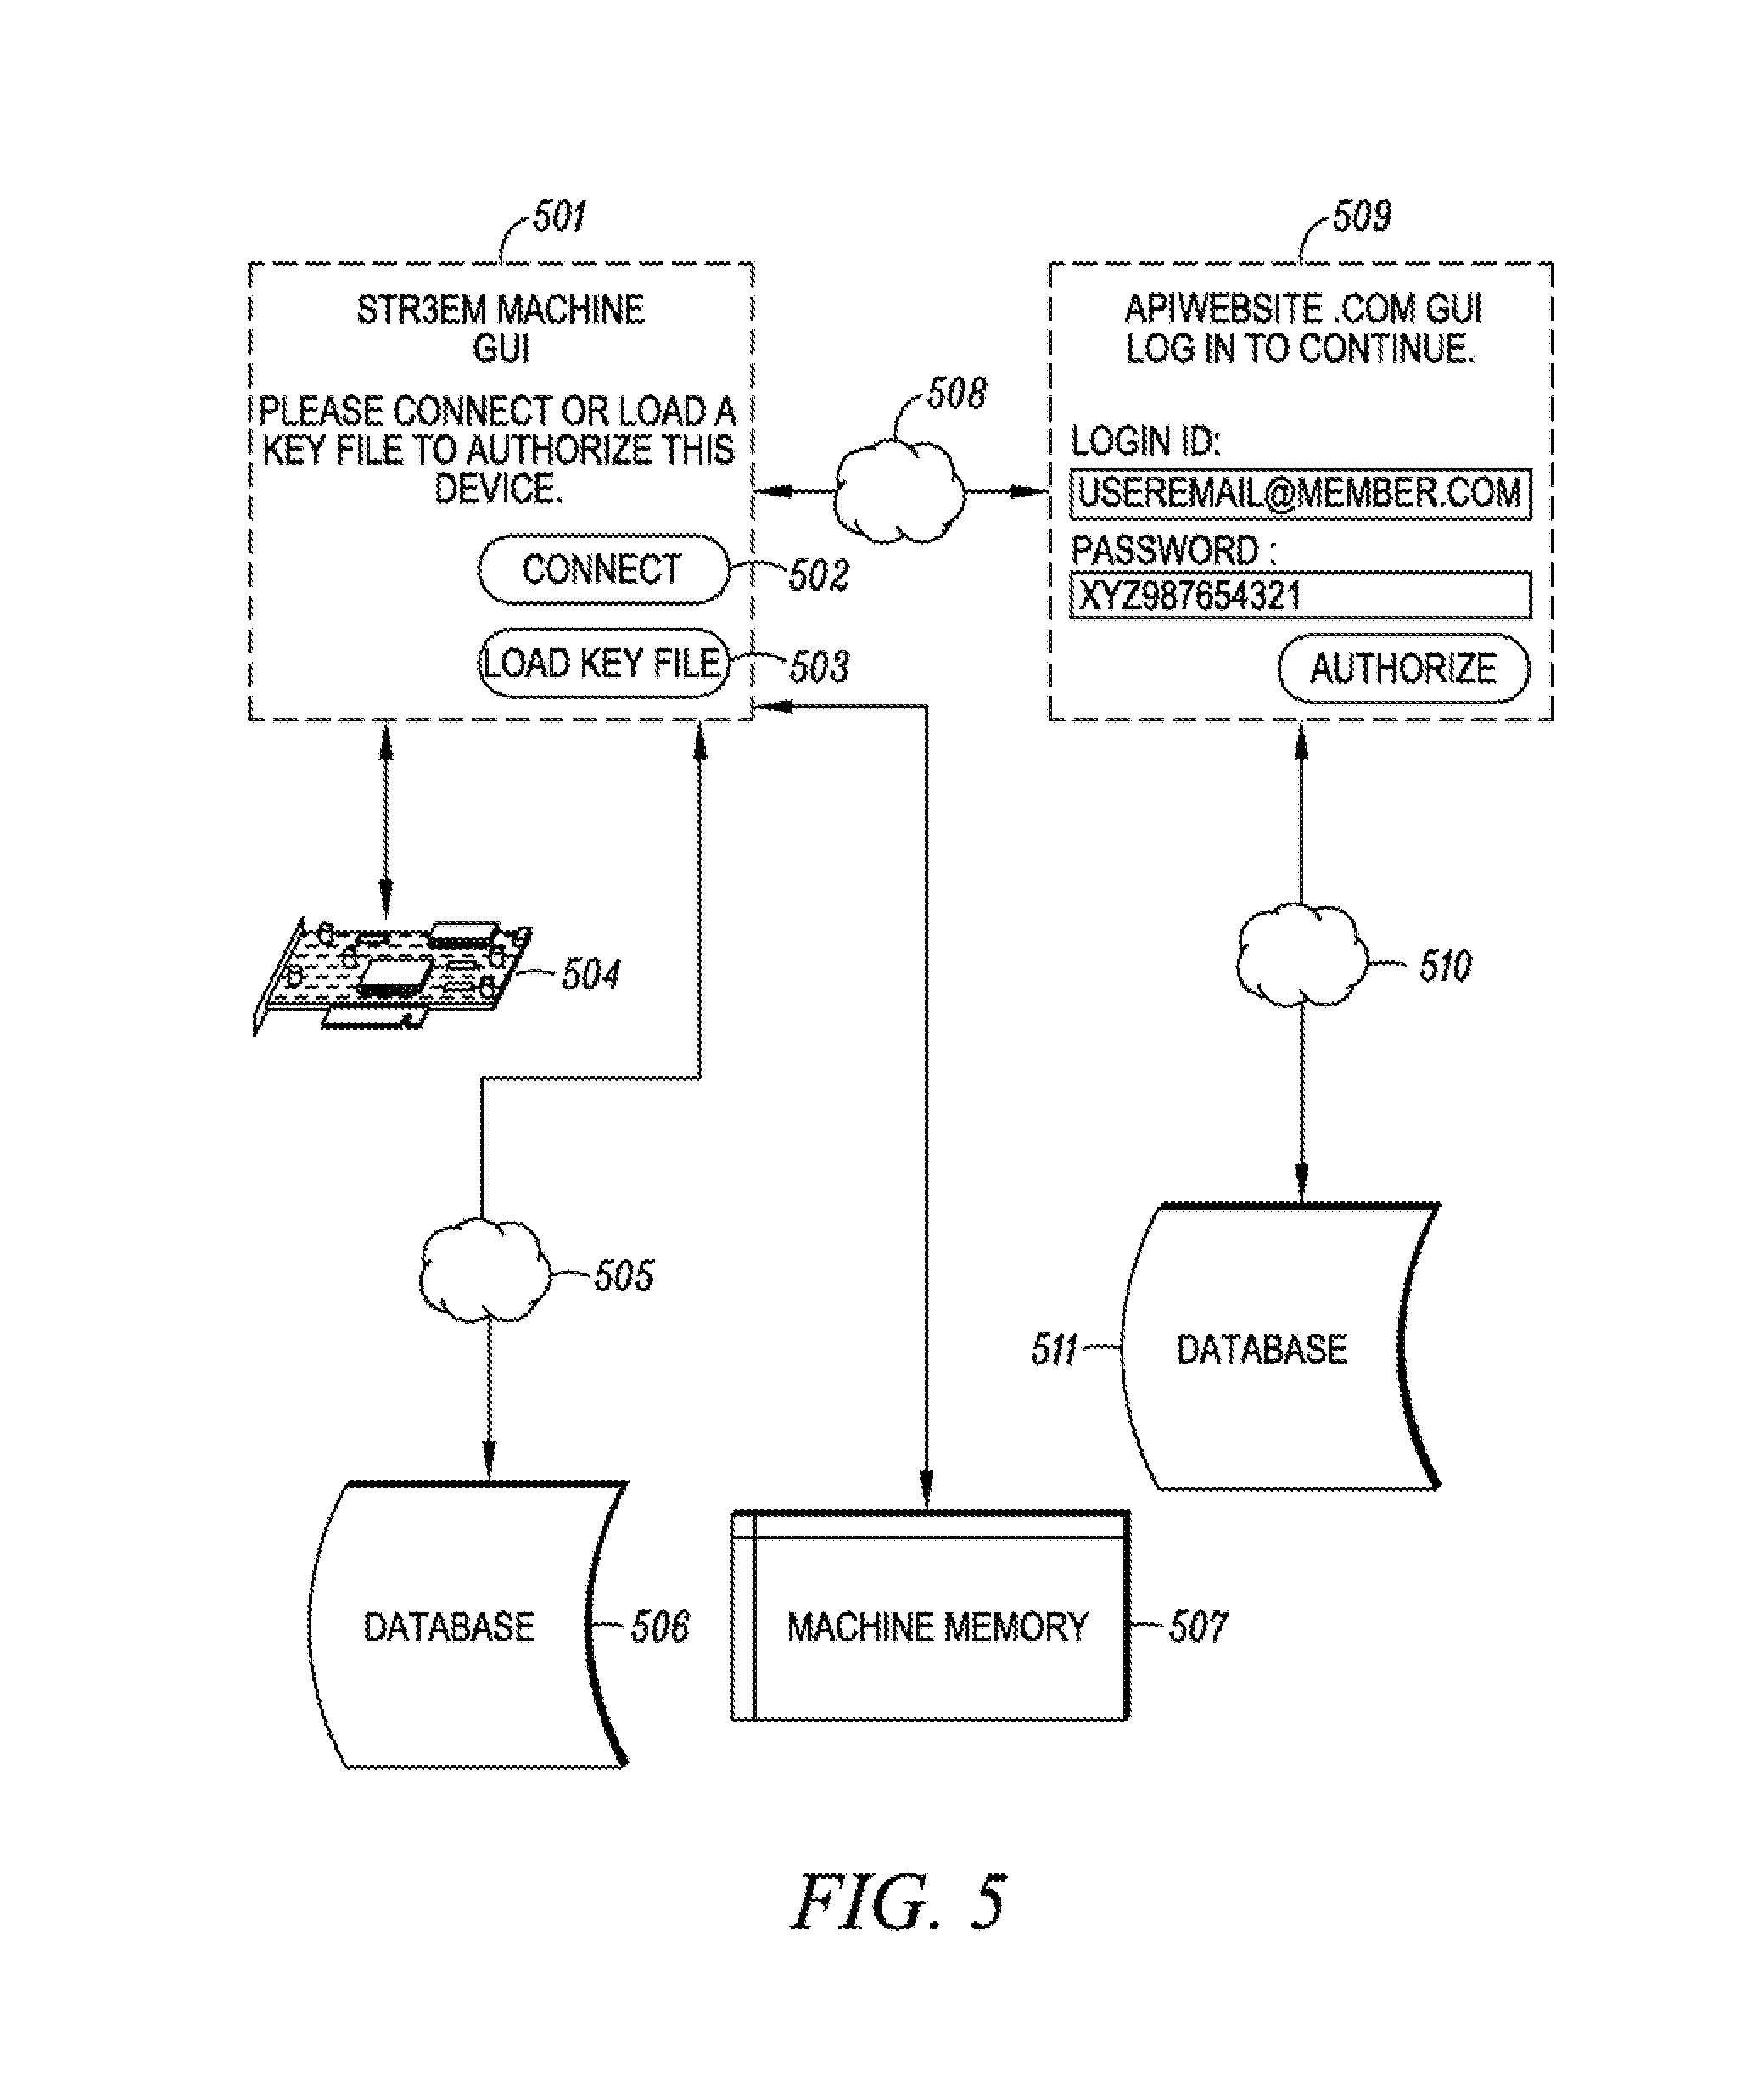 501
STR3EM MACHINE
GUI
PLEASE CONNECT OR LOAD A
KEY FILE TO AUTHORIZE THIS
DEVICE.
CONNECT
502
LOAD KEY FILE
503
508
509
APIWEBSITE .COM GUI
LOG IN TO CONTINUE.
LOGIN ID:
USEREMAIL@MEMBER.COM
PASSWORD :
XYZ987654321
AUTHORIZE
504
510
505
511
DATABASE
DATABASE
506
MACHINE MEMORY
507
FIG. 5